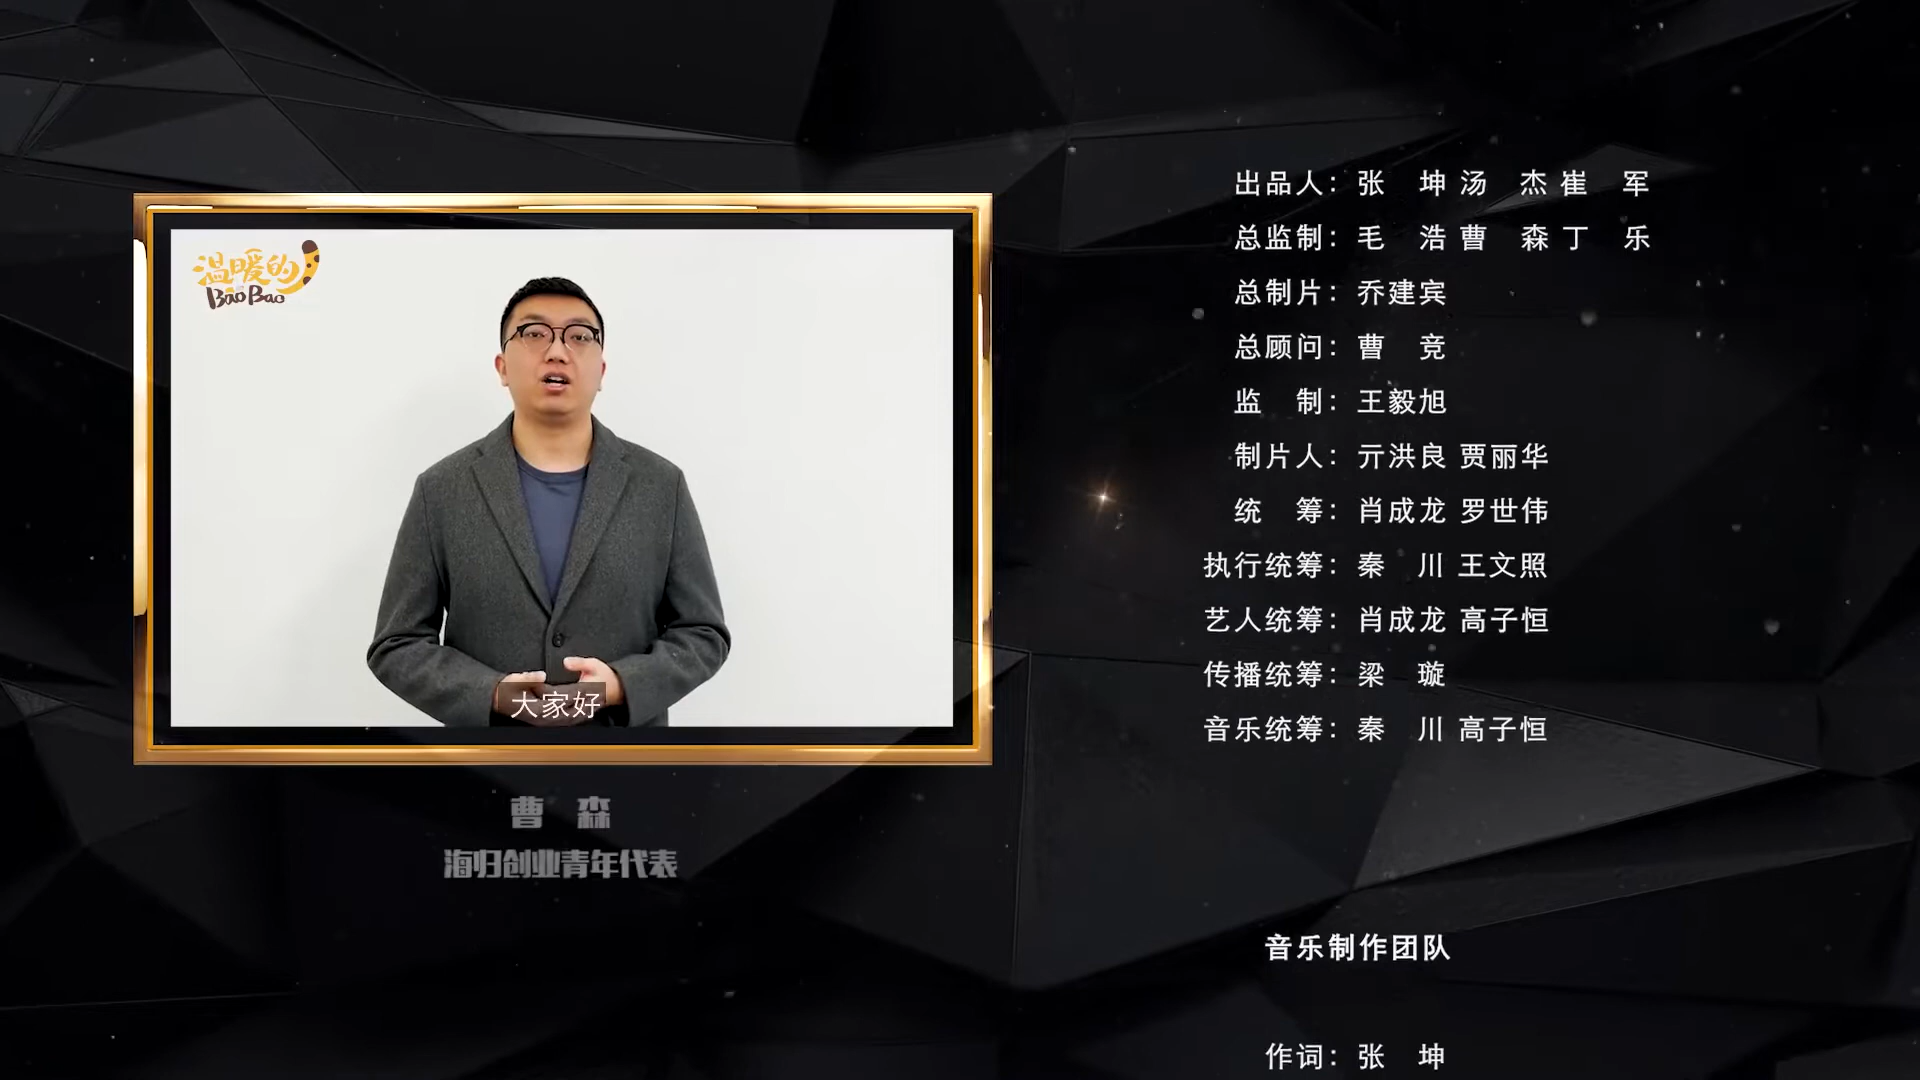 温暖的
BaoBao
大家好
曹　森
海归创业青年代表
出品人：张　坤 汤　杰 崔　军
总监制：毛　浩 曹　森 丁　乐
总制片：乔建宾
总顾问：曹　竞
监　制：王毅旭
制片人：亓洪良 贾丽华
统　筹：肖成龙 罗世伟
执行统筹：秦　川 王文照
艺人统筹：肖成龙 高子恒
传播统筹：梁　璇
音乐统筹：秦　川 高子恒
音乐制作团队
作词：张　坤